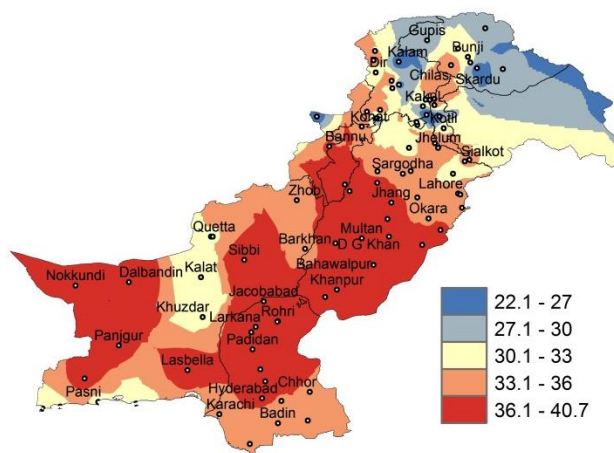 Gupis
Dir
Kalam
Bunji
Chilas
Skardu
Kakul
Kohat
Kotli
Bannu
Jhelum
Sialkot
Sargodha
Zhob
Jhang
Lahore
Okara
Quetta
Multan
Sibbi
Barkhan
D G Khan
Nokkundi
Dalbandin
Kalat
Bahawalpur
Khanpur
Jacobabad
Khuzdar
Larkana
Rohri
Panjgur
Padidan
Lasbella
Pasni
Hyderabad
Chhor
Karachi
Badin
22.1 - 27
27.1 - 30
30.1 - 33
33.1 - 36
36.1 - 40.7